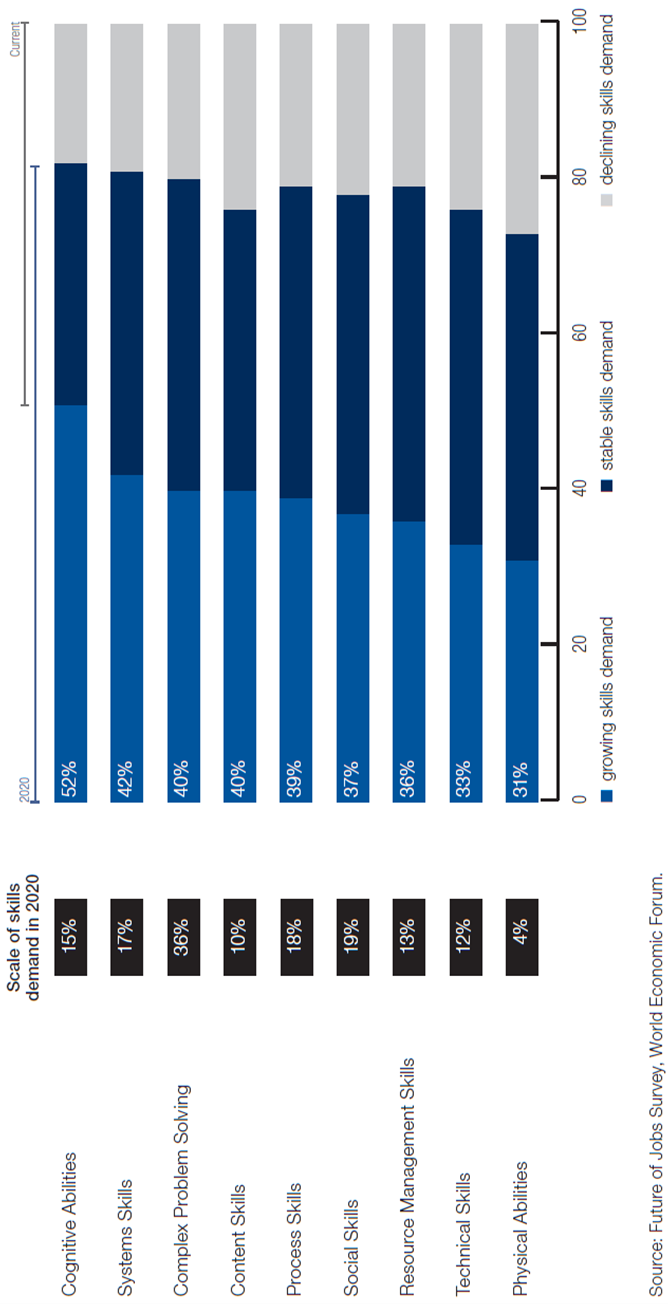 Scale of skills
demand in 2020
2020
Current
Cognitive Abilities
15%
52%
Systems Skills
17%
42%
Complex Problem Solving
36%
40%
Content Skills
10%
40%
Process Skills
18%
39%
Social Skills
19%
37%
Resource Management Skills
13%
36%
Technical Skills
12%
33%
Physical Abilities
4%
31%
0
20
40
60
80
100
growing skills demand
stable skills demand
declining skills demand
Source: Future of Jobs Survey, World Economic Forum.